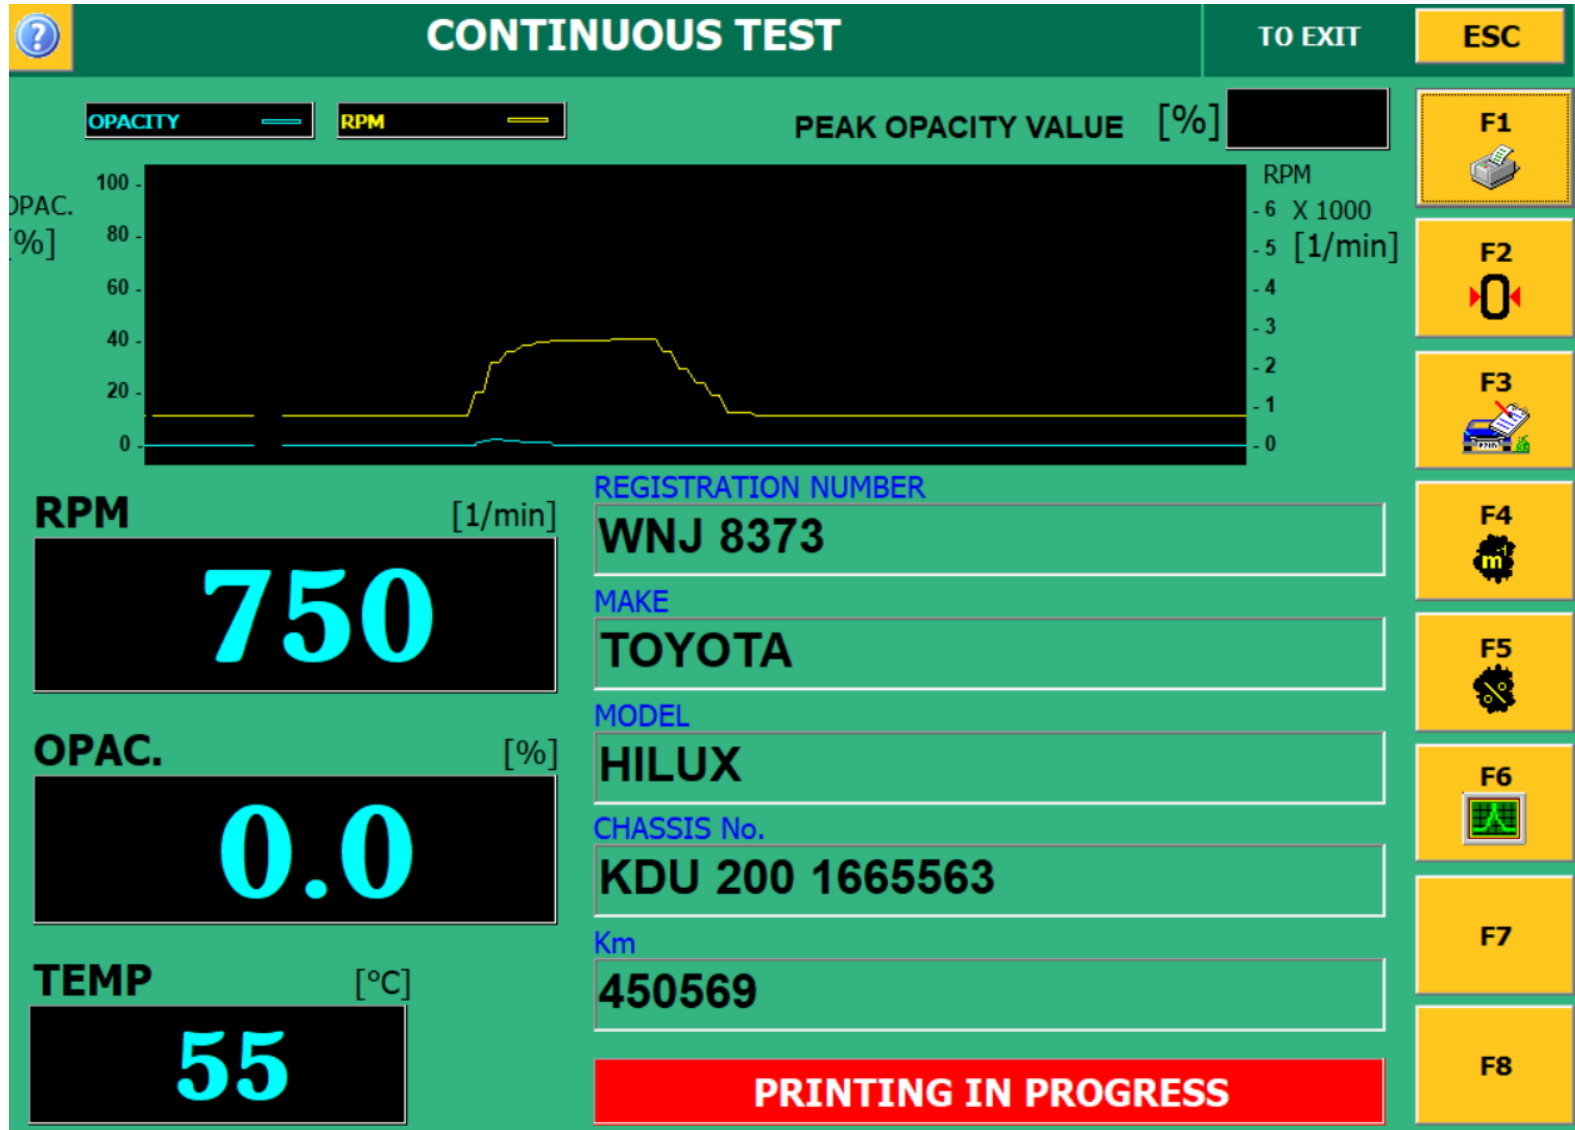 CONTINUOUS TEST
TO EXIT
ESC
OPACITY
RPM
PEAK OPACITY VALUE [%]
F1
100
80
60
40
20
0
OPAC.
[%]
RPM
6 X 1000
5 [1/min]
4
3
2
1
0
F2
0
F3
F4
m⁻¹
F5
%
F6
F7
F8
RPM [1/min]
750
OPAC. [%]
0.0
TEMP [°C]
55
REGISTRATION NUMBER
WNJ 8373
MAKE
TOYOTA
MODEL
HILUX
CHASSIS No.
KDU 200 1665563
Km
450569
PRINTING IN PROGRESS